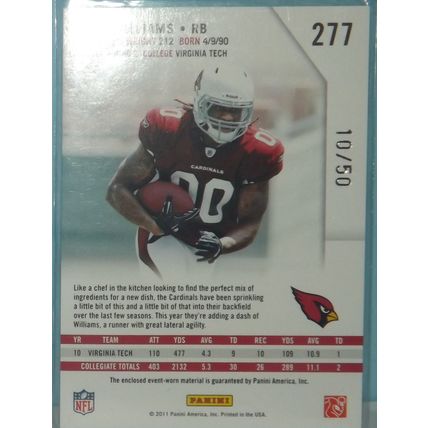 LIAMS • RB
WEIGHT 212 BORN 4/9/90
COLLEGE VIRGINIA TECH
277
10/50
CARDINALS
00
00
Like a chef in the kitchen looking to find the perfect mix of
ingredients for a new dish, the Cardinals have been sprinkling
a little bit of this and a little bit of that into their backfield
over the last few seasons. This year they're adding a dash of
Williams, a runner with great lateral agility.
YR TEAM ATT YDS AVG TD REC YDS AVG TD
10 VIRGINIA TECH 110 477 4.3 9 10 109 10.9 1
COLLEGIATE TOTALS 403 2132 5.3 30 26 289 11.1 2
The enclosed event-worn material is guaranteed by Panini America, Inc.
NFL
PANINI
© 2011 Panini America, Inc. Printed in the USA.